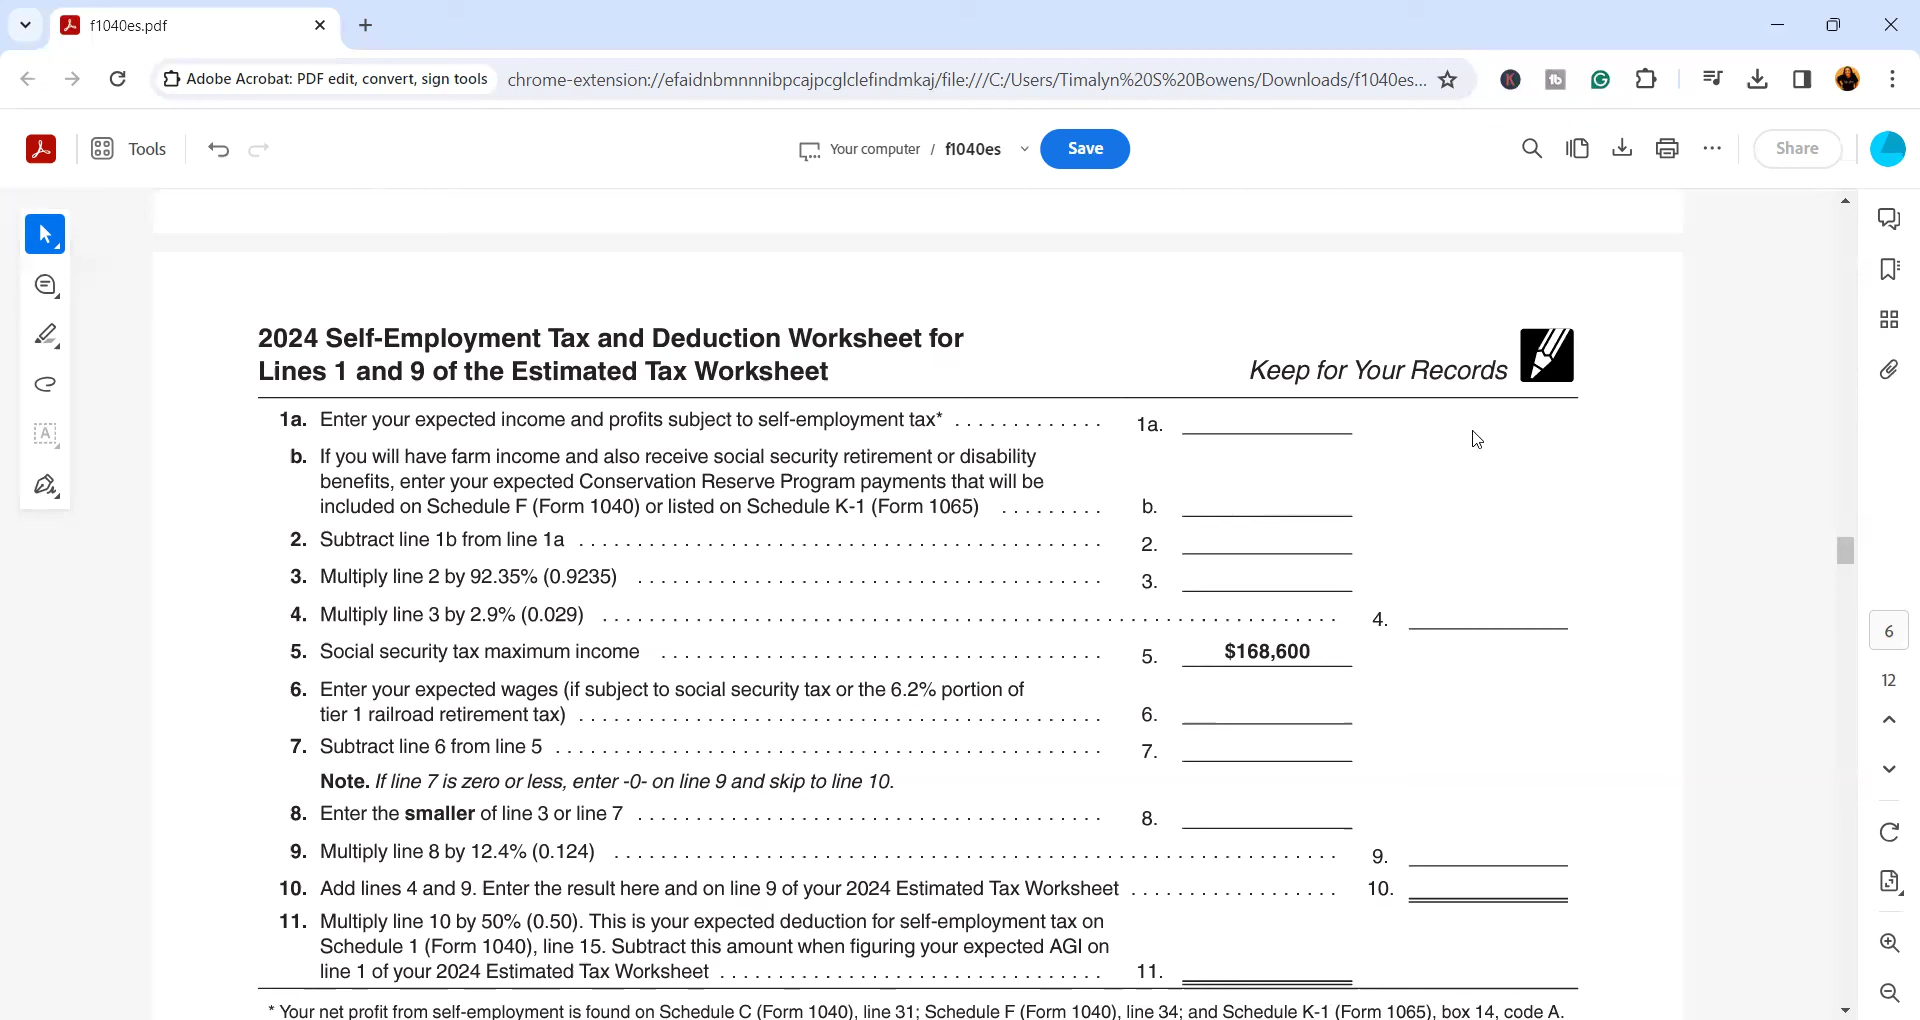 f1040es.pdf
Adobe Acrobat: PDF edit, convert, sign tools
chrome-extension://efaidnbmnnnibpcajpcglclefindmkaj/file:///C:/Users/Timalyn%20S%20Bowens/Downloads/f1040es...
Tools
Your computer / f1040es
Save
Share
2024 Self-Employment Tax and Deduction Worksheet for
Lines 1 and 9 of the Estimated Tax Worksheet
Keep for Your Records
1a. Enter your expected income and profits subject to self-employment tax* . . . . . . . . . . . . . 1a.
b. If you will have farm income and also receive social security retirement or disability
benefits, enter your expected Conservation Reserve Program payments that will be
included on Schedule F (Form 1040) or listed on Schedule K-1 (Form 1065) . . . . . . . . . b.
2. Subtract line 1b from line 1a . . . . . . . . . . 2.
3. Multiply line 2 by 92.35% (0.9235) . . . . . . . . . . 3.
4. Multiply line 3 by 2.9% (0.029) . . . . . . . . . . 4.
5. Social security tax maximum income . . . . . . . . . . 5. $168,600
6. Enter your expected wages (if subject to social security tax or the 6.2% portion of
tier 1 railroad retirement tax) . . . . . . . . . . 6.
7. Subtract line 6 from line 5 . . . . . . . . . . 7.
Note. If line 7 is zero or less, enter -0- on line 9 and skip to line 10.
8. Enter the smaller of line 3 or line 7 . . . . . . . . . . 8.
9. Multiply line 8 by 12.4% (0.124) . . . . . . . . . . 9.
10. Add lines 4 and 9. Enter the result here and on line 9 of your 2024 Estimated Tax Worksheet . . . . . . . . . . 10.
11. Multiply line 10 by 50% (0.50). This is your expected deduction for self-employment tax on
Schedule 1 (Form 1040), line 15. Subtract this amount when figuring your expected AGI on
line 1 of your 2024 Estimated Tax Worksheet . . . . . . . . . . 11.
* Your net profit from self-employment is found on Schedule C (Form 1040), line 31; Schedule F (Form 1040), line 34; and Schedule K-1 (Form 1065), box 14, code A.
6
12